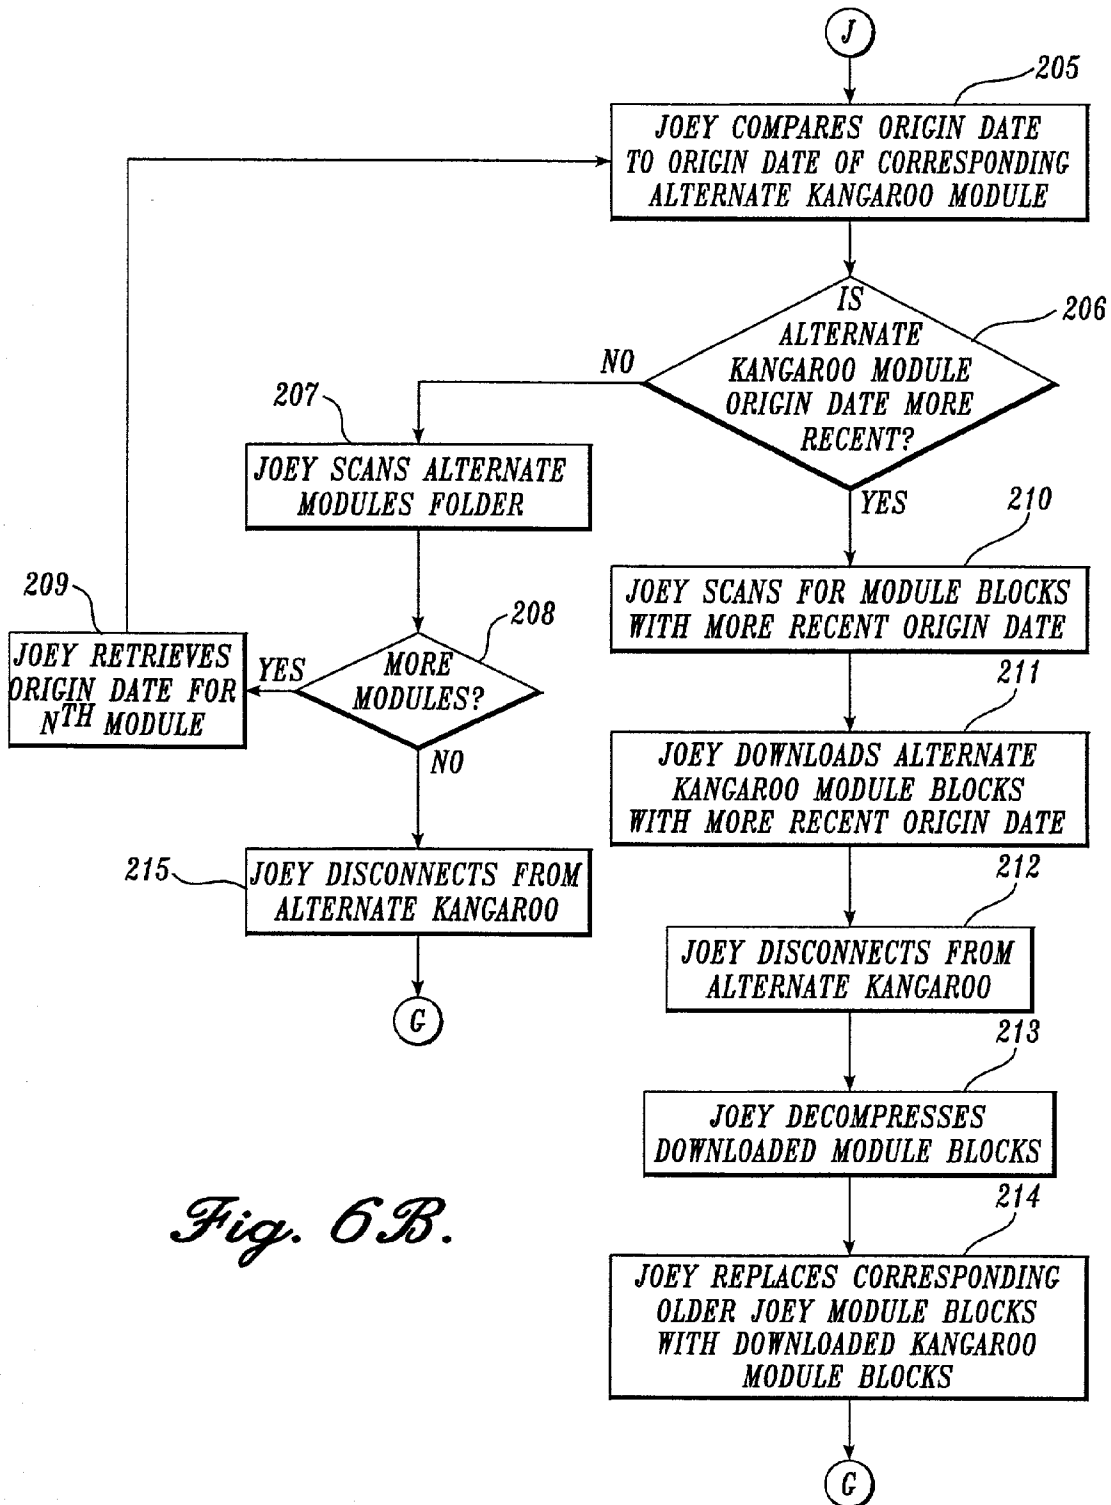 J
205
JOEY COMPARES ORIGIN DATE
TO ORIGIN DATE OF CORRESPONDING
ALTERNATE KANGAROO MODULE
IS
ALTERNATE
KANGAROO MODULE
ORIGIN DATE MORE
RECENT?
206
NO
YES
207
JOEY SCANS ALTERNATE
MODULES FOLDER
208
MORE
MODULES?
YES
NO
209
JOEY RETRIEVES
ORIGIN DATE FOR
NTH MODULE
215
JOEY DISCONNECTS FROM
ALTERNATE KANGAROO
G
210
JOEY SCANS FOR MODULE BLOCKS
WITH MORE RECENT ORIGIN DATE
211
JOEY DOWNLOADS ALTERNATE
KANGAROO MODULE BLOCKS
WITH MORE RECENT ORIGIN DATE
212
JOEY DISCONNECTS FROM
ALTERNATE KANGAROO
213
JOEY DECOMPRESSES
DOWNLOADED MODULE BLOCKS
214
JOEY REPLACES CORRESPONDING
OLDER JOEY MODULE BLOCKS
WITH DOWNLOADED KANGAROO
MODULE BLOCKS
G
Fig. 6B.